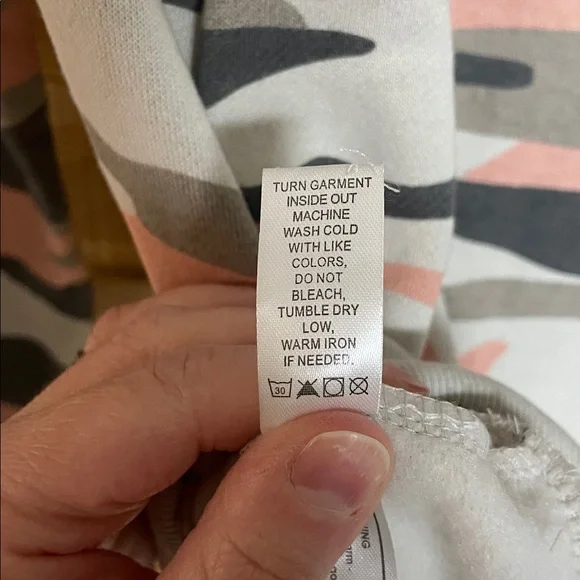 TURN GARMENT
INSIDE OUT
MACHINE
WASH COLD
WITH LIKE
COLORS,
DO NOT
BLEACH,
TUMBLE DRY
LOW,
WARM IRON
IF NEEDED.
30